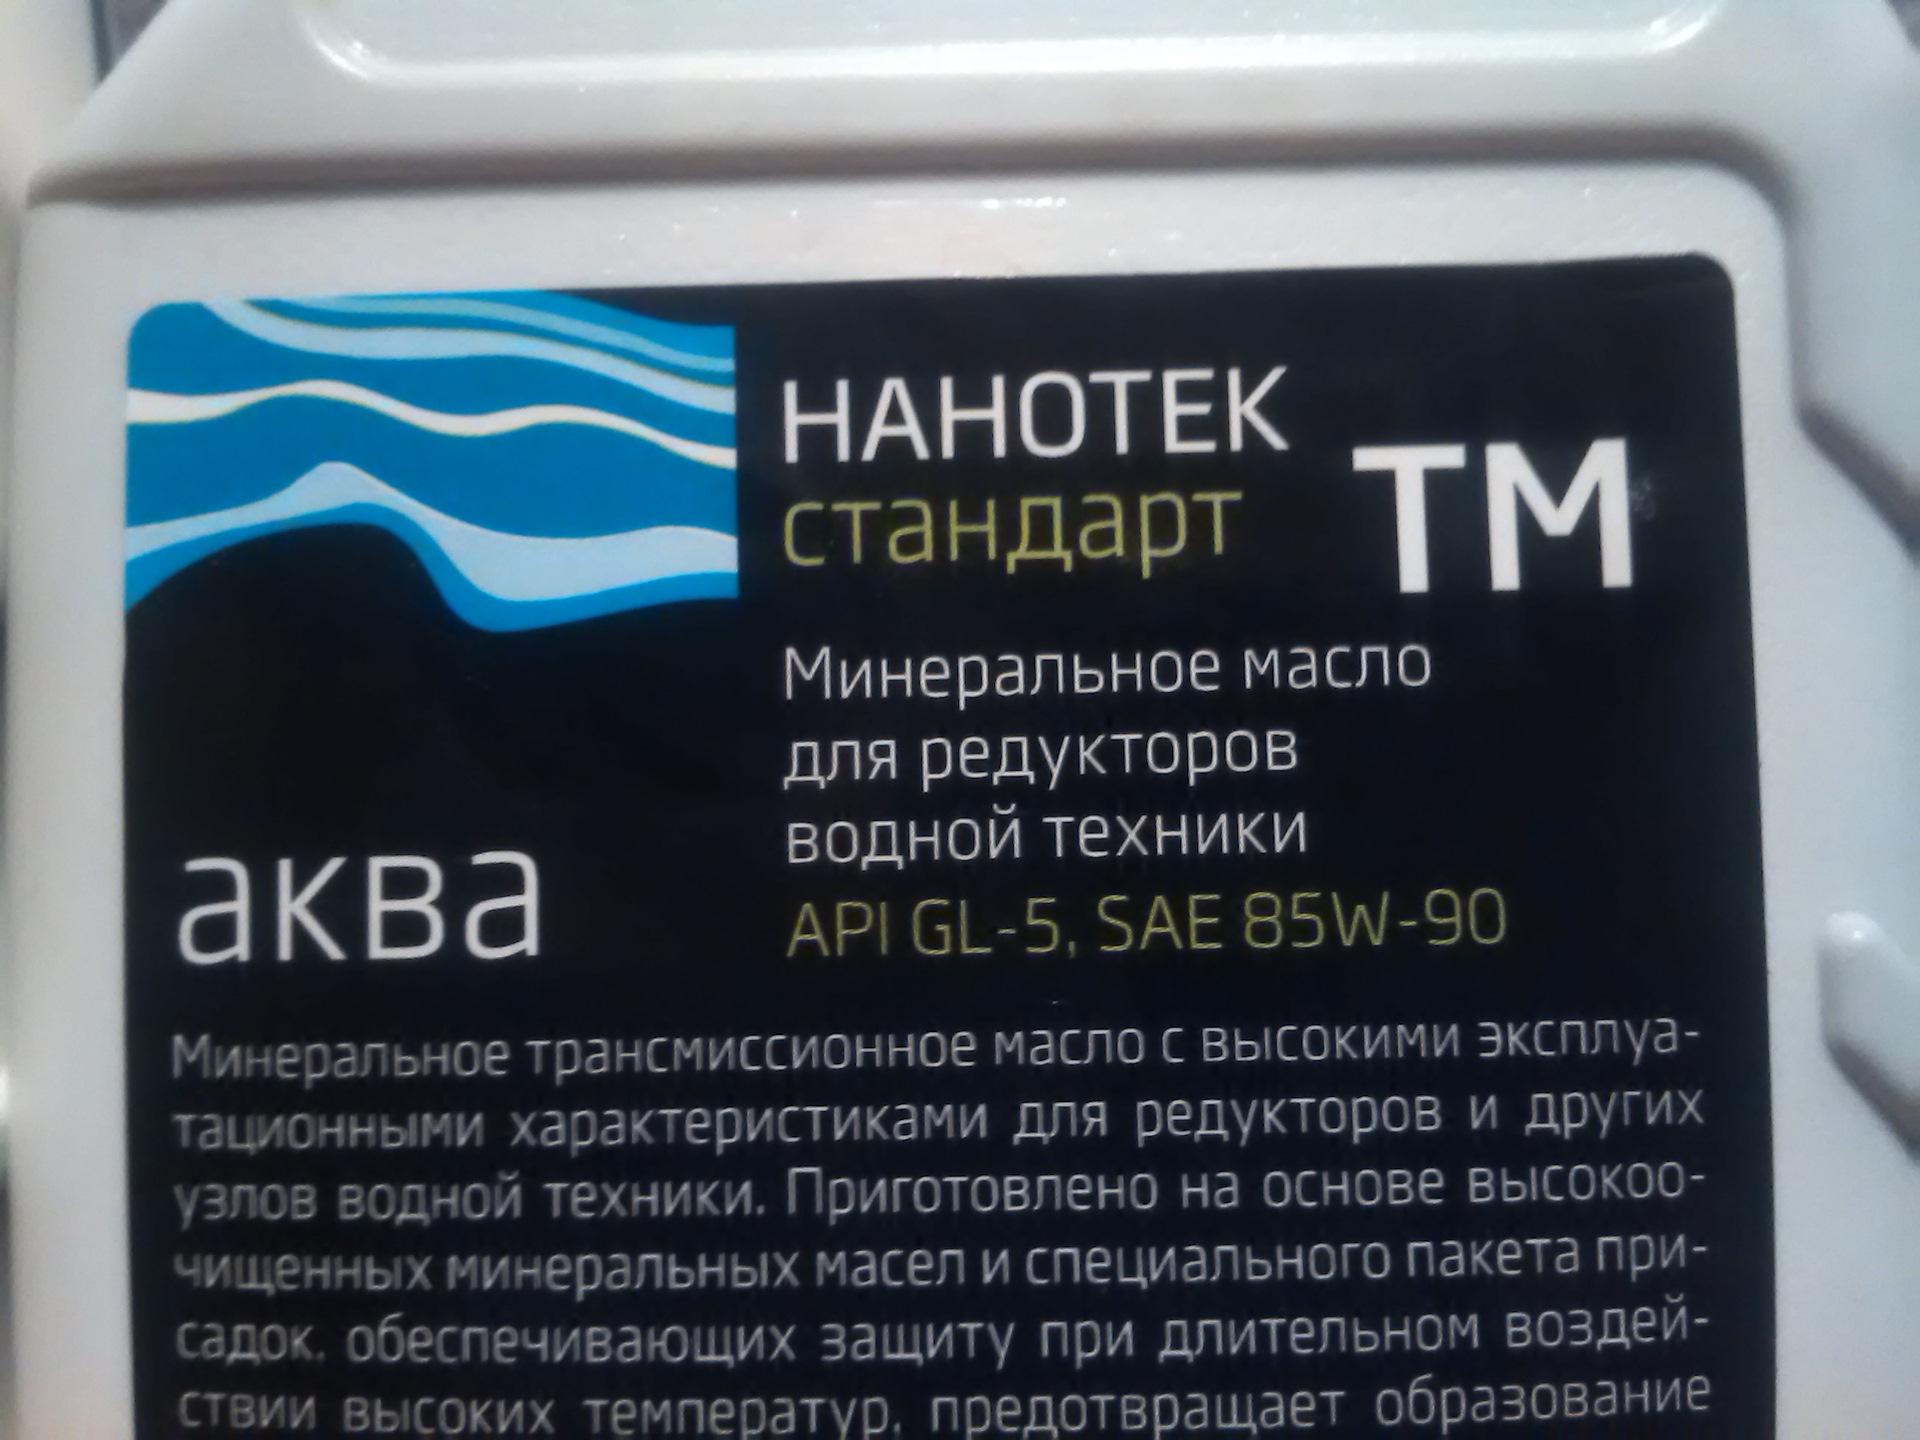 НАНОТЕК
стандарт
ТМ
Минеральное масло
для редукторов
водной техники
API GL-5, SAE 85W-90
аква
Минеральное трансмиссионное масло с высокими эксплуа-
тационными характеристиками для редукторов и других
узлов водной техники. Приготовлено на основе высокоо-
чищенных минеральных масел и специального пакета при-
садок, обеспечивающих защиту при длительном воздей-
ствии высоких температур, предотвращает образование